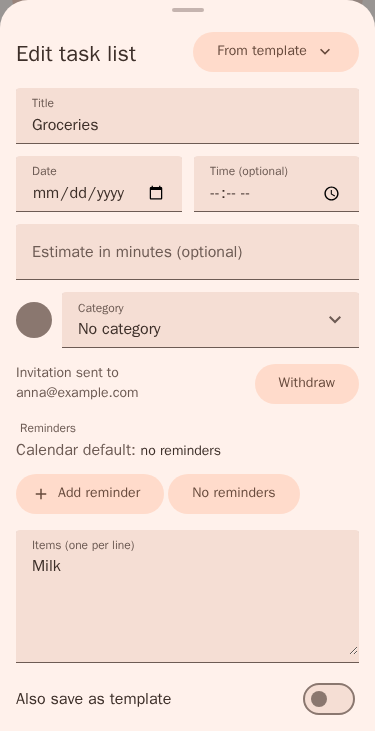 Edit task list
From template
Title
Groceries
Date
Time (optional)
mm/dd/yyyy
--:-- --
Estimate in minutes (optional)
Category
No category
Invitation sent to
anna@example.com
Withdraw
Reminders
Calendar default: no reminders
+ Add reminder
No reminders
Items (one per line)
Milk
Also save as template